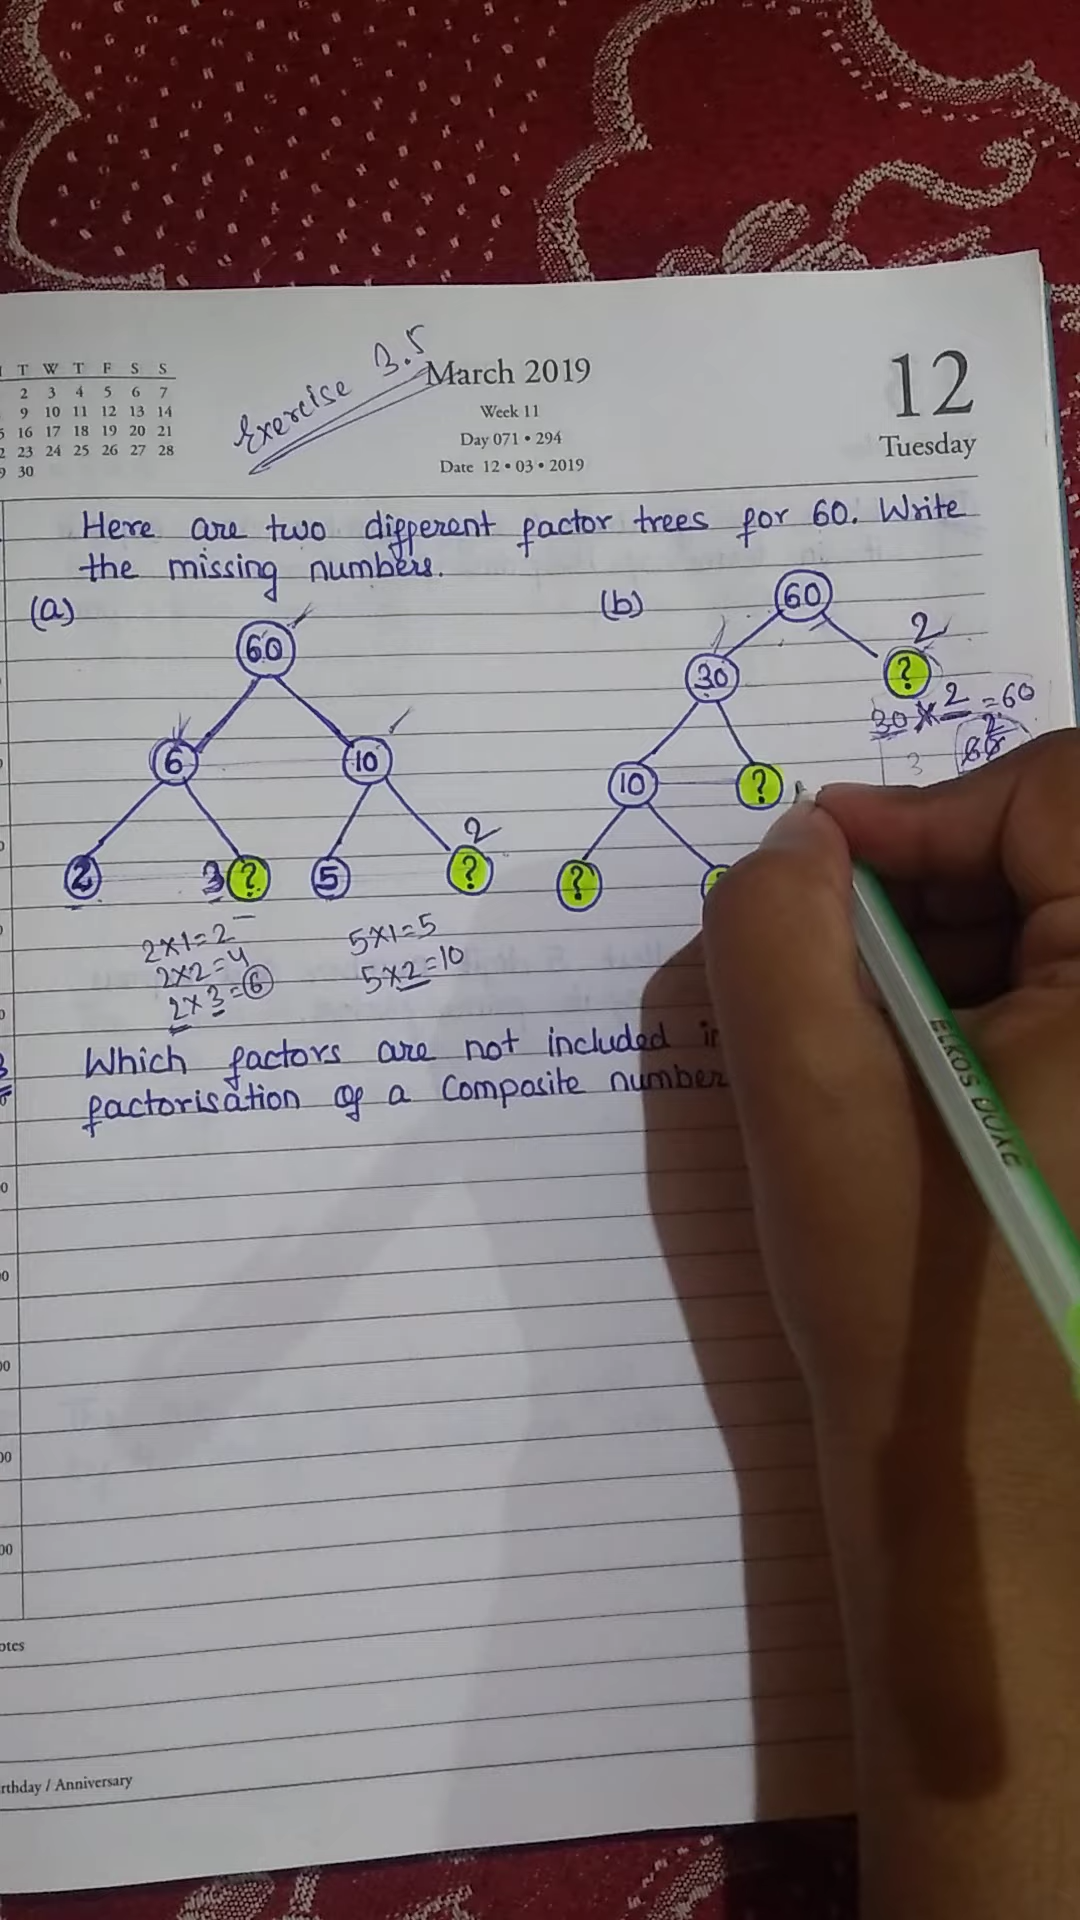 T W T F S S
2 3 4 5 6 7
9 10 11 12 13 14
16 17 18 19 20 21
23 24 25 26 27 28
30
Exercise 3.5
March 2019
Week 11
Day 071 • 294
Date 12 • 03 • 2019
12
Tuesday
Here are two different factor trees for 60. Write
the missing numbers.
(a)
60
6 10
2 3 ? 5 ? 2
2×1=2
2×2=4
2×3=6
5×1=5
5×2=10
(b)
60
30 ? 2
30×2=60
10 ?
?
3
Which factors are not included
factorisation of a Composite number
otes
rthday / Anniversary
ELKOS DUKE